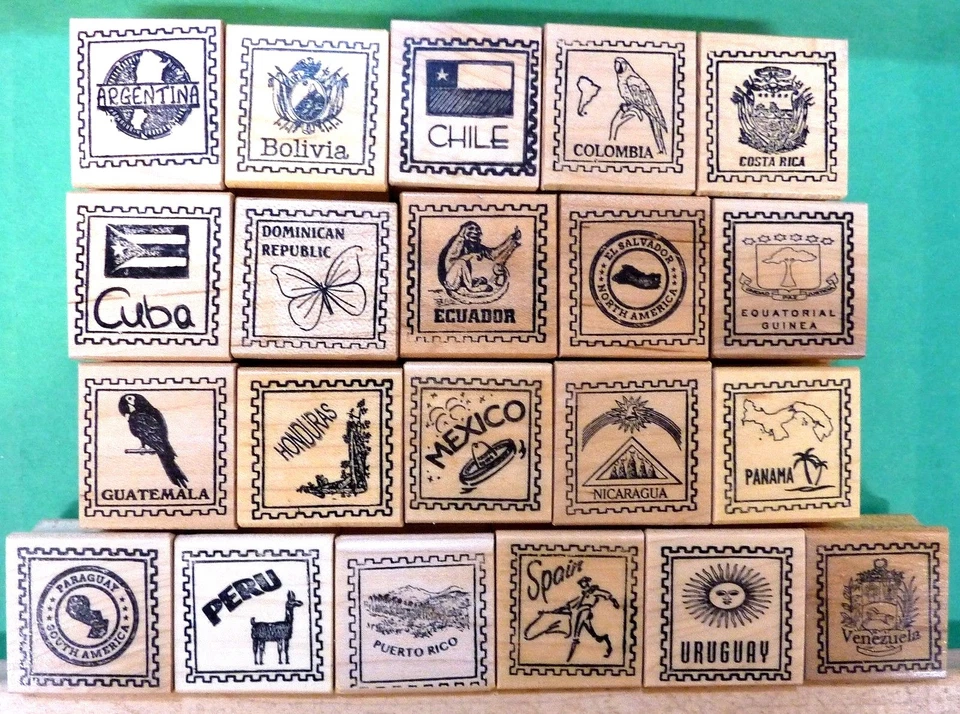 ARGENTINA
Bolivia
CHILE
COLOMBIA
COSTA RICA
Cuba
DOMINICAN
REPUBLIC
ECUADOR
EL SALVADOR
NORTH AMERICA
PAZ
EQUATORIAL
GUINEA
GUATEMALA
HONDURAS
MEXICO
NICARAGUA
PANAMA
PARAGUAY
SOUTH AMERICA
PERU
PUERTO RICO
Spain
URUGUAY
Venezuela